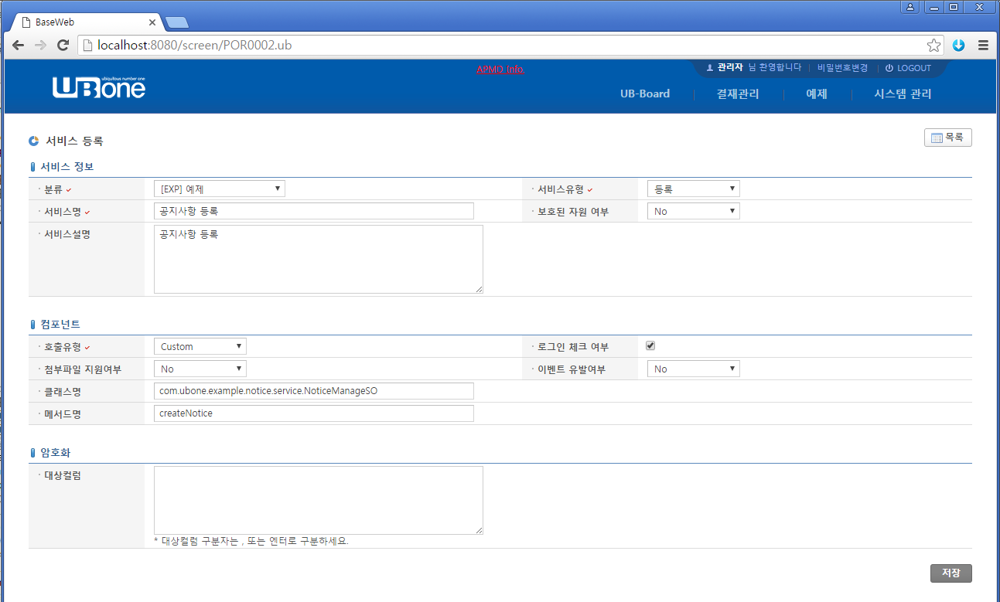 BaseWeb
localhost:8080/screen/POR0002.ub
APMD Info.
관리자 님 환영합니다 비밀번호변경 LOGOUT
ubiquitous number one
UBone
UB-Board 결재관리 예제 시스템 관리
서비스 등록 목록
서비스 정보
분류 [EXP] 예제 서비스유형 등록
서비스명 공지사항 등록 보호된 자원 여부 No
서비스설명 공지사항 등록
컴포넌트
호출유형 Custom 로그인 체크 여부
첨부파일 지원여부 No 이벤트 유발여부 No
클래스명 com.ubone.example.notice.service.NoticeManageSO
메서드명 createNotice
암호화
대상컬럼
* 대상컬럼 구분자는 , 또는 엔터로 구분하세요.
저장